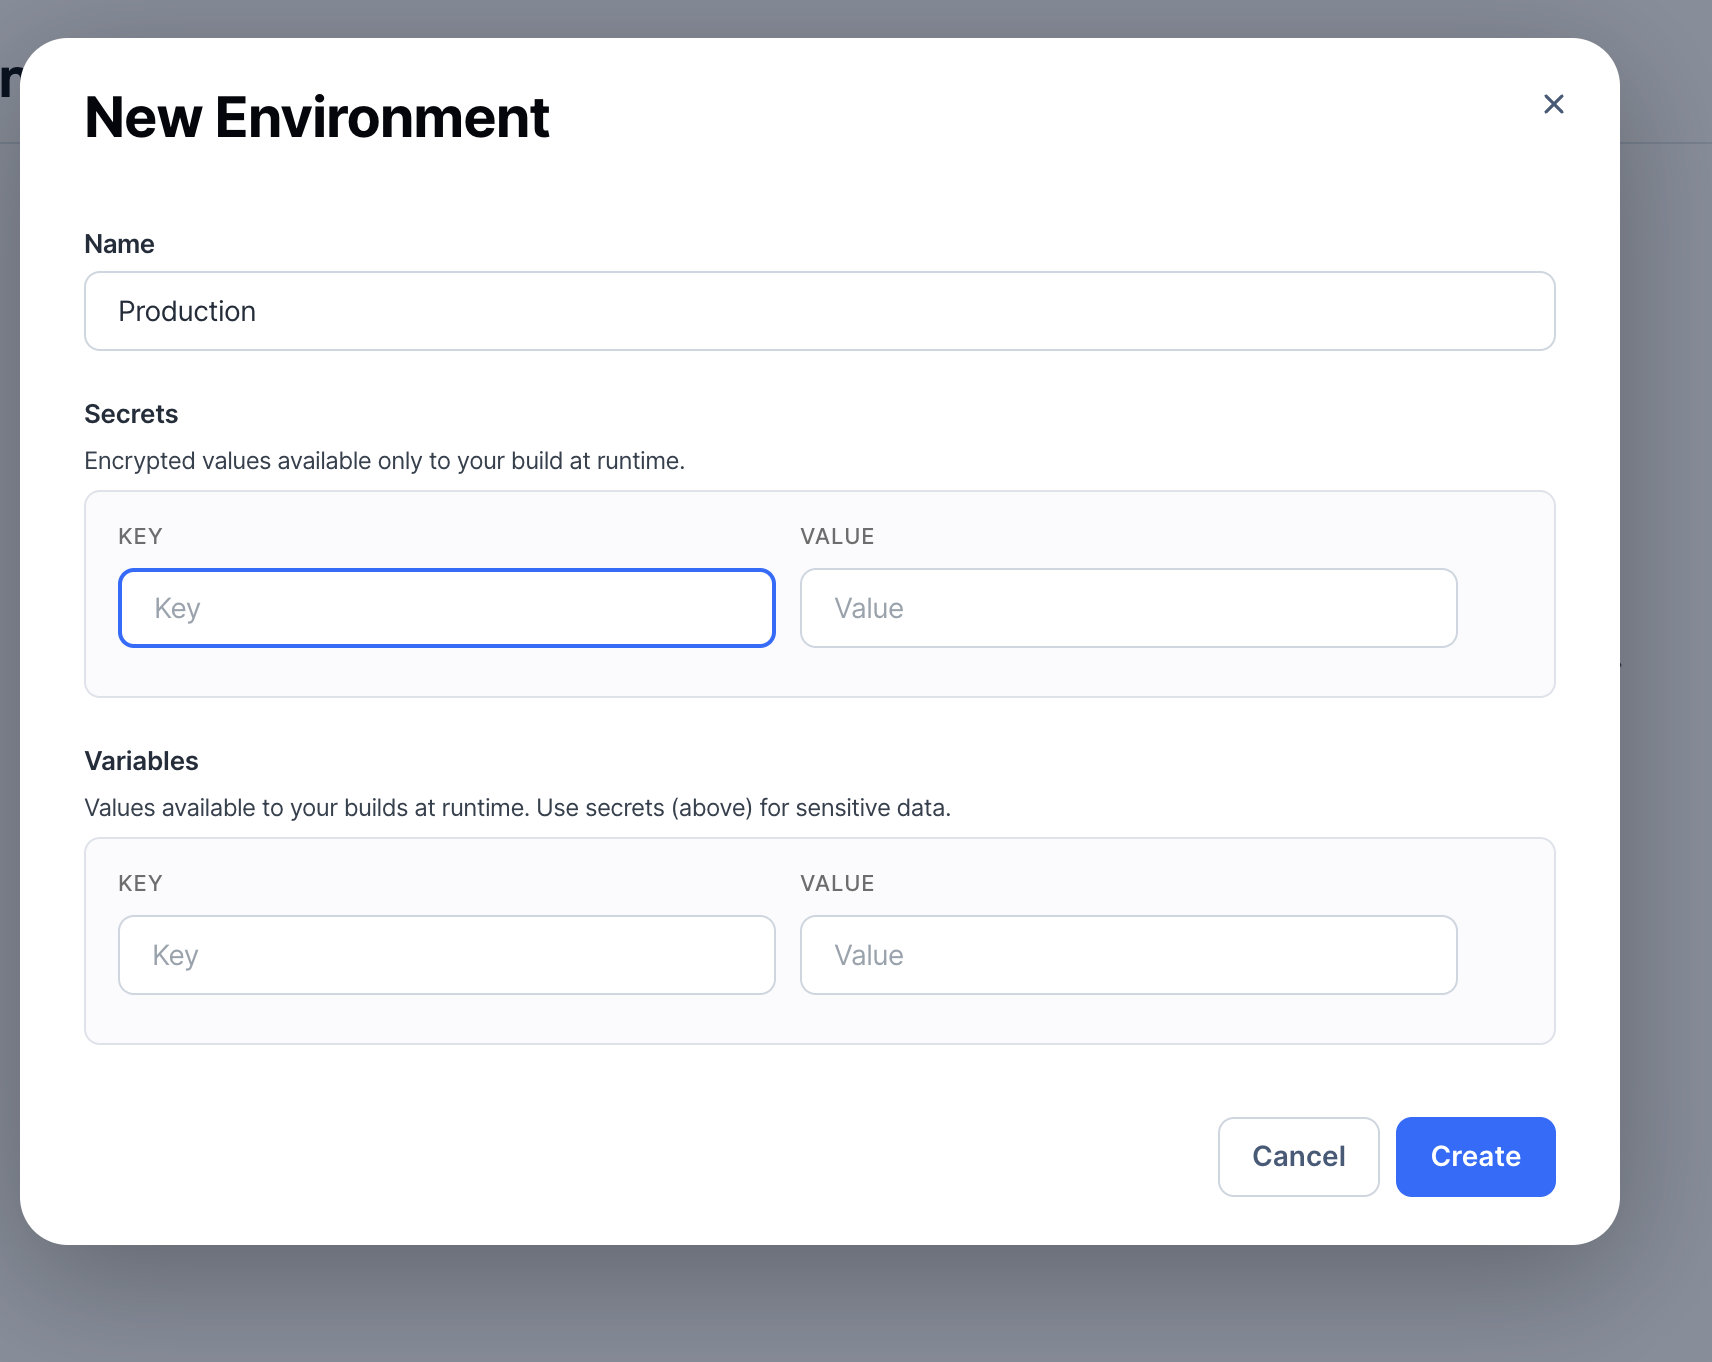 New Environment
Name
Production
Secrets
Encrypted values available only to your build at runtime.
KEY VALUE
Key Value
Variables
Values available to your builds at runtime. Use secrets (above) for sensitive data.
KEY VALUE
Key Value
Cancel Create